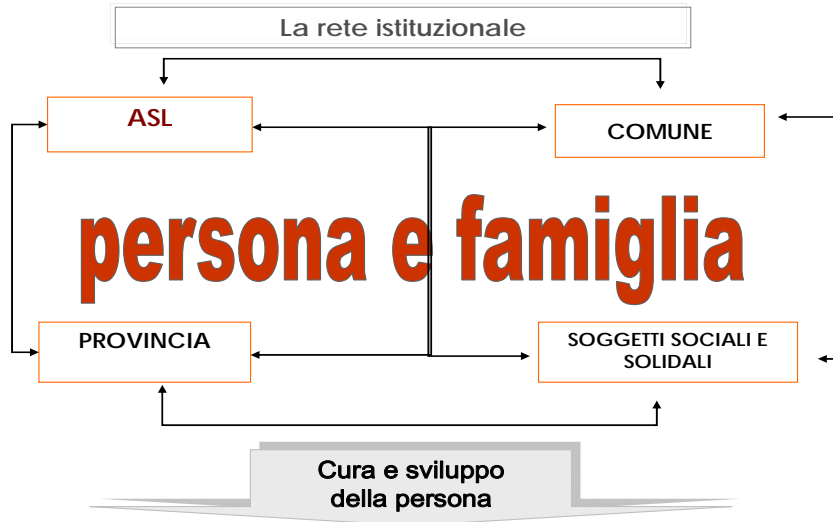 La rete istituzionale
ASL
COMUNE
persona e famiglia
PROVINCIA
SOGGETTI SOCIALI E
SOLIDALI
Cura e sviluppo
della persona